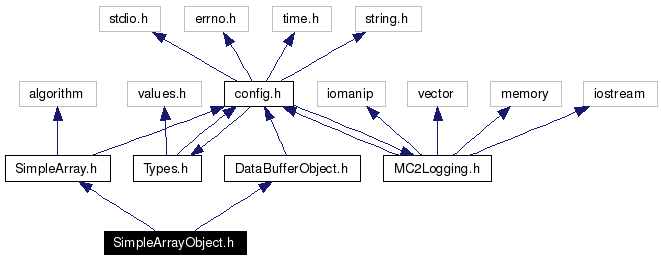 stdio.h
errno.h
time.h
string.h
algorithm
values.h
config.h
iomanip
vector
memory
iostream
SimpleArray.h
Types.h
DataBufferObject.h
MC2Logging.h
SimpleArrayObject.h